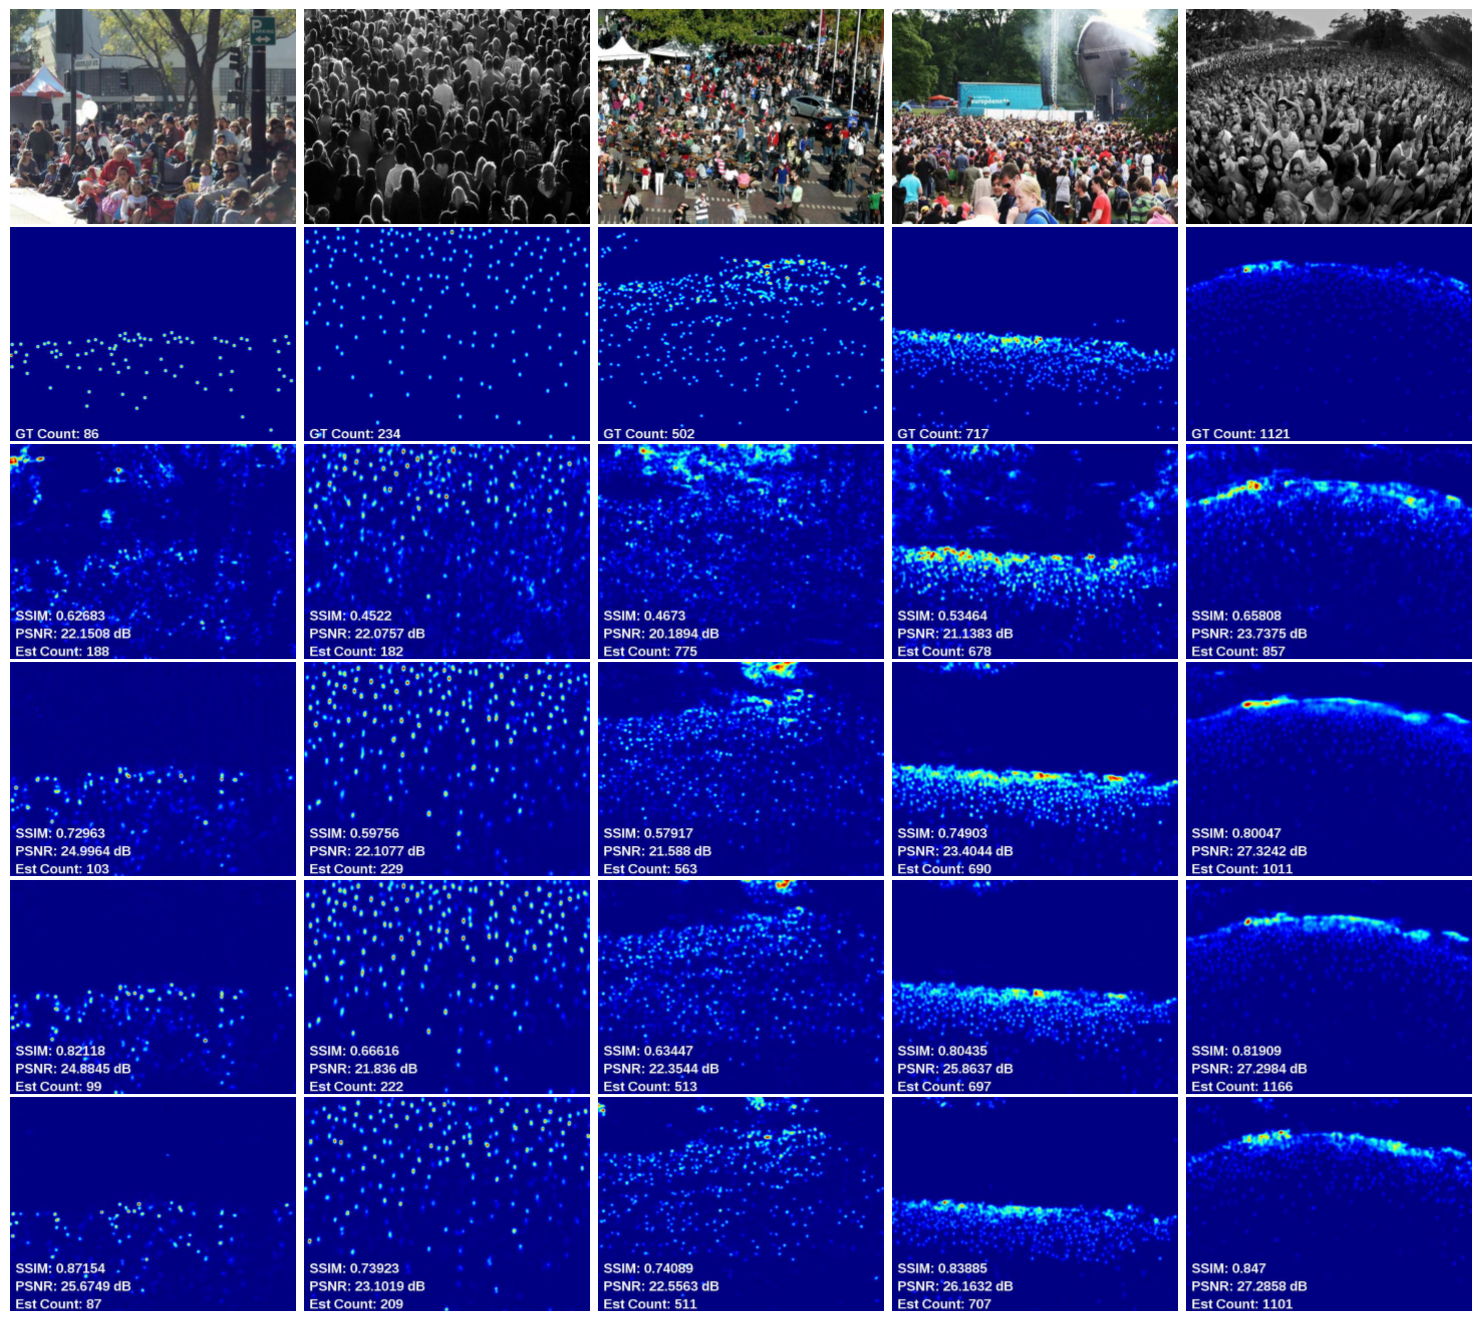 P
européenne
GT Count: 86
GT Count: 234
GT Count: 502
GT Count: 717
GT Count: 1121
SSIM: 0.62683
PSNR: 22.1508 dB
Est Count: 188
SSIM: 0.4522
PSNR: 22.0757 dB
Est Count: 182
SSIM: 0.4673
PSNR: 20.1894 dB
Est Count: 775
SSIM: 0.53464
PSNR: 21.1383 dB
Est Count: 678
SSIM: 0.65808
PSNR: 23.7375 dB
Est Count: 857
SSIM: 0.72963
PSNR: 24.9964 dB
Est Count: 103
SSIM: 0.59756
PSNR: 22.1077 dB
Est Count: 229
SSIM: 0.57917
PSNR: 21.588 dB
Est Count: 563
SSIM: 0.74903
PSNR: 23.4044 dB
Est Count: 690
SSIM: 0.80047
PSNR: 27.3242 dB
Est Count: 1011
SSIM: 0.82118
PSNR: 24.8845 dB
Est Count: 99
SSIM: 0.66616
PSNR: 21.836 dB
Est Count: 222
SSIM: 0.63447
PSNR: 22.3544 dB
Est Count: 513
SSIM: 0.80435
PSNR: 25.8637 dB
Est Count: 697
SSIM: 0.81909
PSNR: 27.2984 dB
Est Count: 1166
SSIM: 0.87154
PSNR: 25.6749 dB
Est Count: 87
SSIM: 0.73923
PSNR: 23.1019 dB
Est Count: 209
SSIM: 0.74089
PSNR: 22.5563 dB
Est Count: 511
SSIM: 0.83885
PSNR: 26.1632 dB
Est Count: 707
SSIM: 0.847
PSNR: 27.2858 dB
Est Count: 1101